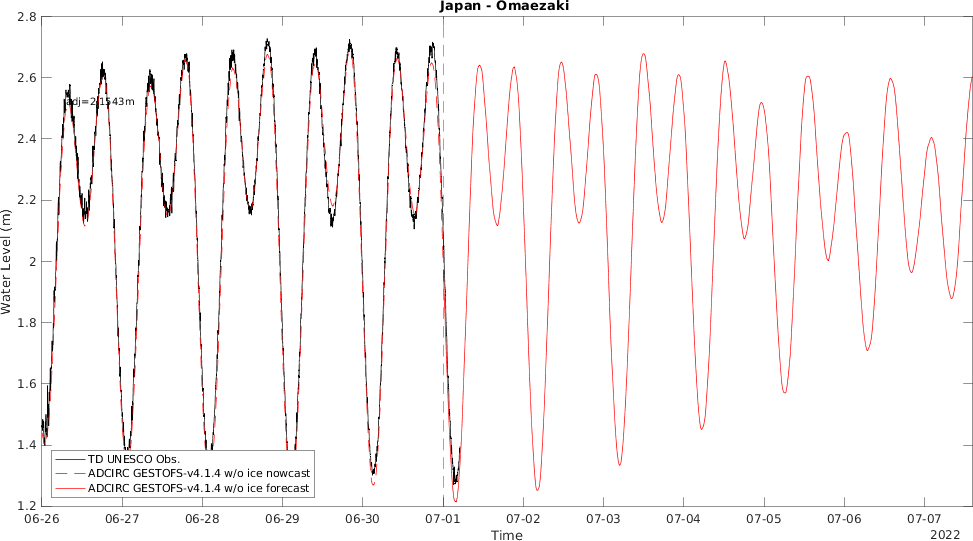 Japan - Omaezaki
2.8
2.6
2.4
2.2
2
1.8
1.6
1.4
1.2
Water Level (m)
adj=2.1543m
TD UNESCO Obs.
ADCIRC GESTOFS-v4.1.4 w/o ice nowcast
ADCIRC GESTOFS-v4.1.4 w/o ice forecast
06-26 06-27 06-28 06-29 06-30 07-01 07-02 07-03 07-04 07-05 07-06 07-07
Time
2022